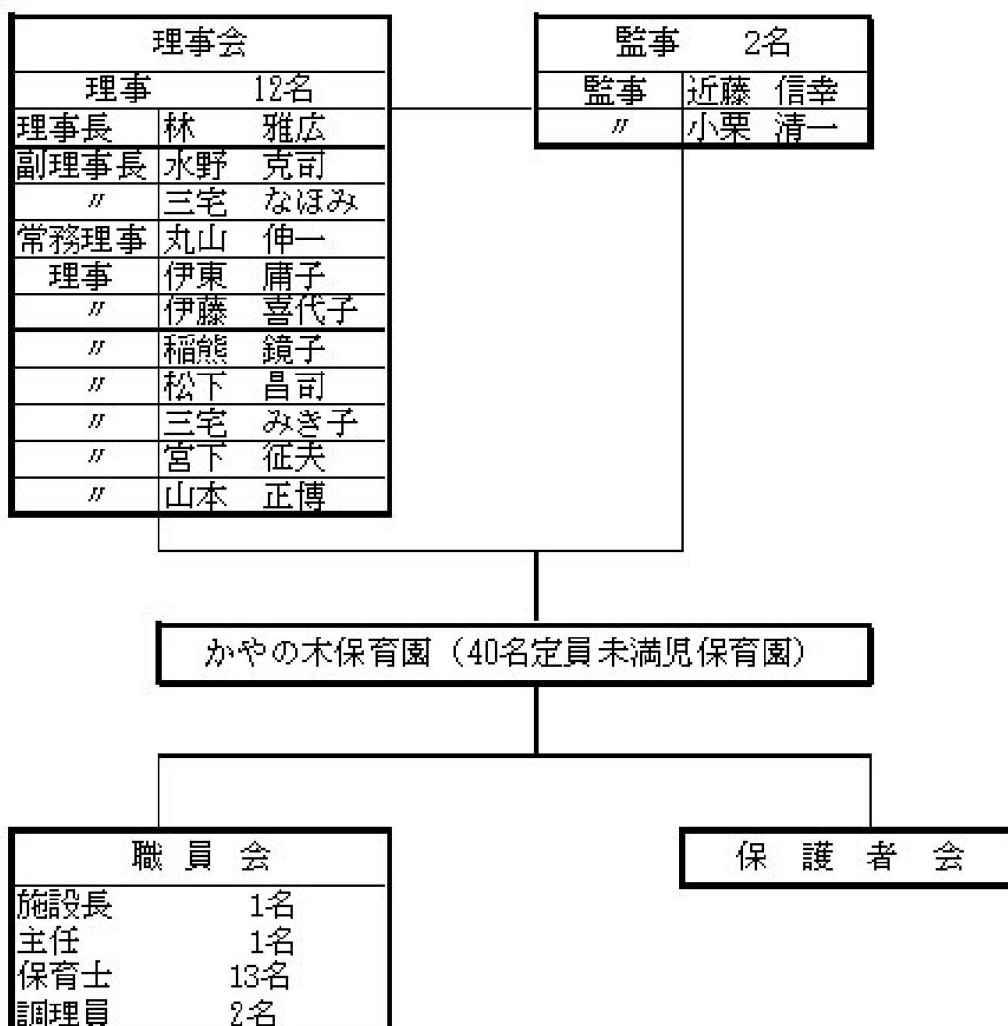 理事会
理事 12名
理事長 林 雅広
副理事長 水野 克司
〃 三宅 なほみ
常務理事 丸山 伸一
理事 伊東 庸子
〃 伊藤 喜代子
〃 稲熊 鏡子
〃 松下 昌司
〃 三宅 みき子
〃 宮下 征夫
〃 山本 正博
監事 2名
監事 近藤 信幸
〃 小栗 清一
かやの木保育園（40名定員未満児保育園）
職員会
施設長 1名
主任 1名
保育士 13名
調理員 2名
保護者会